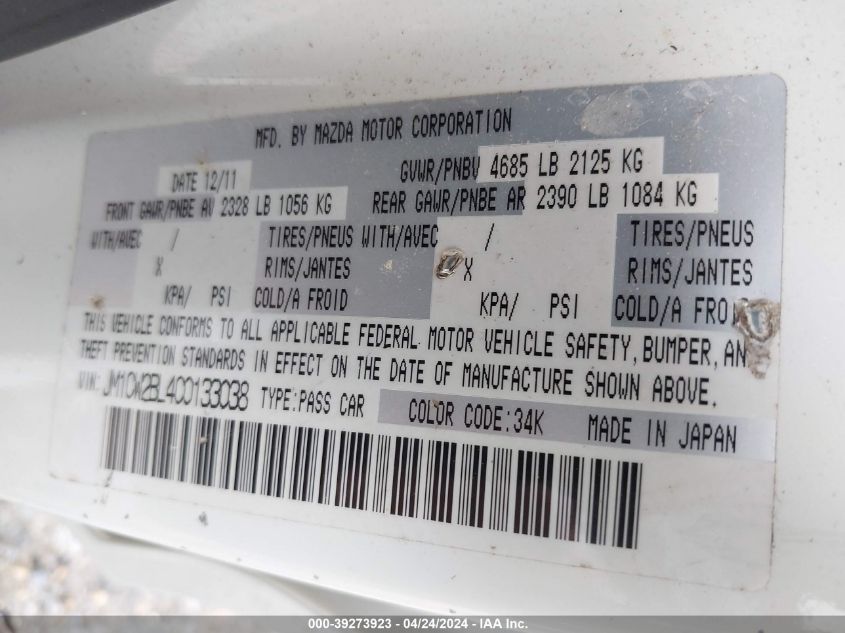 MFD. BY MAZDA MOTOR CORPORATION
DATE 12/11 GVWR/PNBV 4685 LB 2125 KG
FRONT GAWR/PNBE AV 2328 LB 1056 KG REAR GAWR/PNBE AR 2390 LB 1084 KG
WITH/AVEC / TIRES/PNEUS WITH/AVEC / TIRES/PNEUS
X RIMS/JANTES X RIMS/JANTES
KPA/ PSI COLD/A FROID KPA/ PSI COLD/A FROI
THIS VEHICLE CONFORMS TO ALL APPLICABLE FEDERAL MOTOR VEHICLE SAFETY, BUMPER, AN
THEFT PREVENTION STANDARDS IN EFFECT ON THE DATE OF MANUFACTURE SHOWN ABOVE.
VIN: JM1CW2BL4C0133038 TYPE:PASS CAR COLOR CODE:34K MADE IN JAPAN
000-39273923 - 04/24/2024 - IAA Inc.